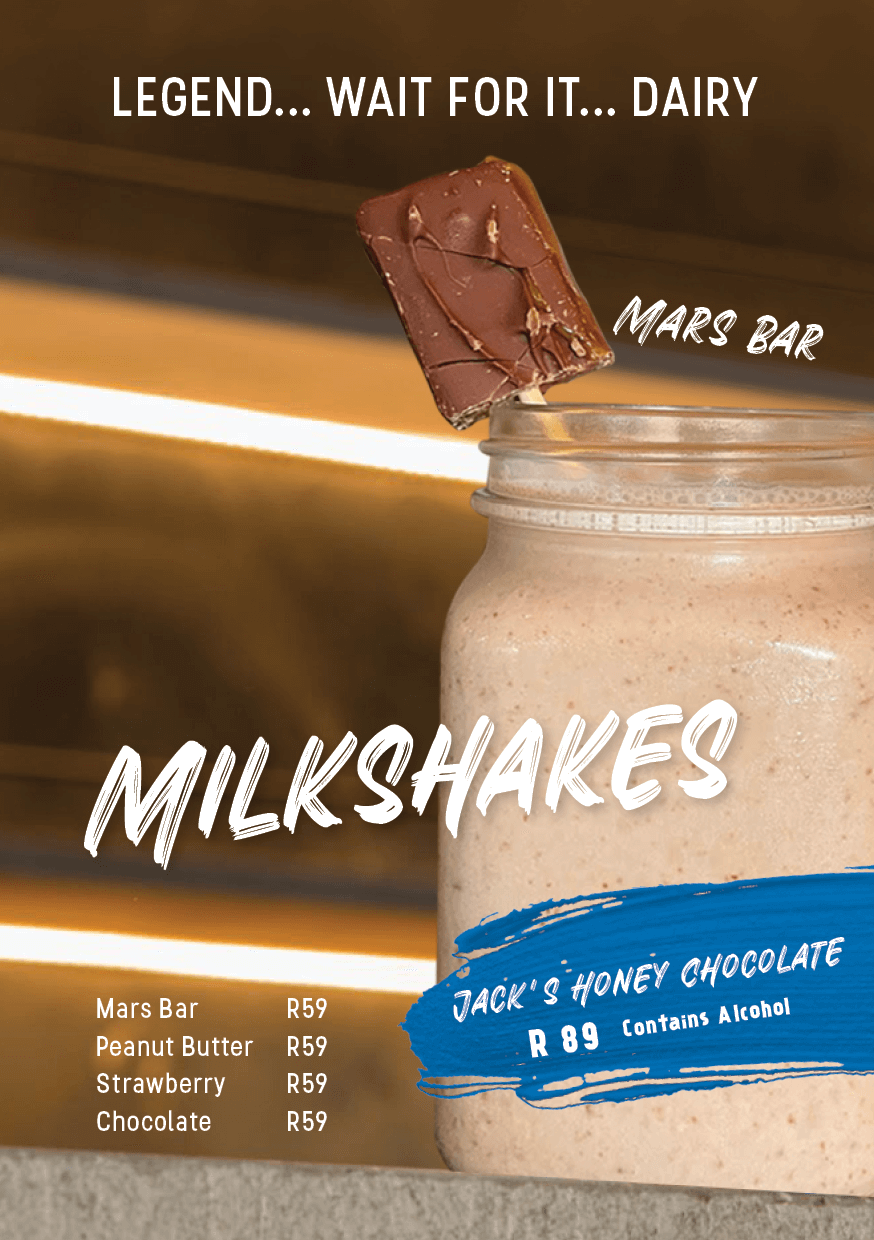 LEGEND... WAIT FOR IT... DAIRY
MARS BAR
MILKSHAKES
JACK'S HONEY CHOCOLATE
R 89 Contains Alcohol
Mars Bar R59
Peanut Butter R59
Strawberry R59
Chocolate R59